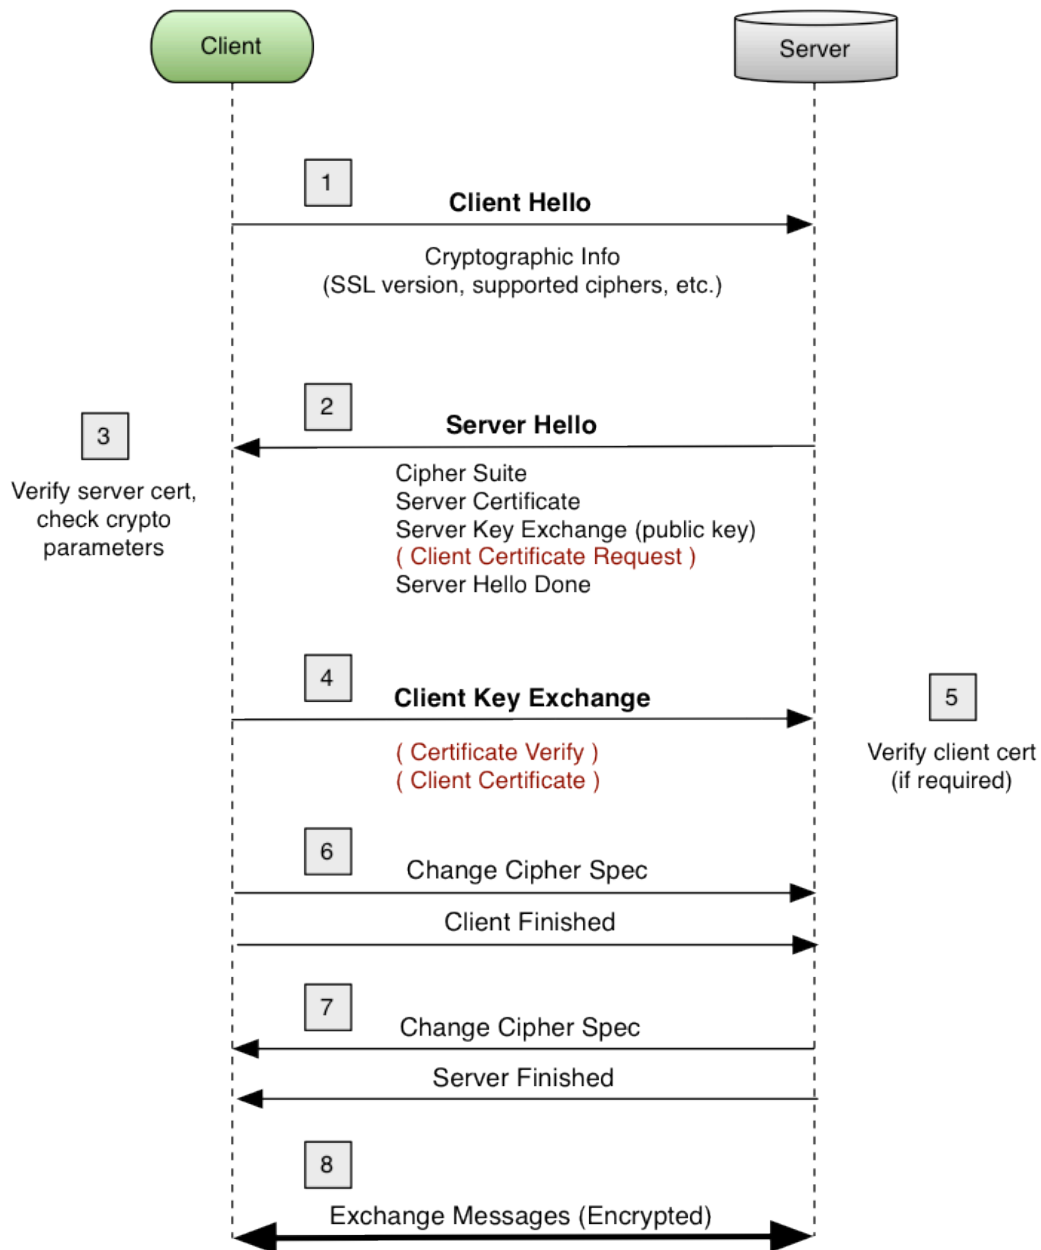 Client
Server
1
Client Hello
Cryptographic Info
(SSL version, supported ciphers, etc.)
2
Server Hello
3
Verify server cert,
check crypto
parameters
Cipher Suite
Server Certificate
Server Key Exchange (public key)
( Client Certificate Request )
Server Hello Done
4
Client Key Exchange
( Certificate Verify )
( Client Certificate )
5
Verify client cert
(if required)
6
Change Cipher Spec
Client Finished
7
Change Cipher Spec
Server Finished
8
Exchange Messages (Encrypted)